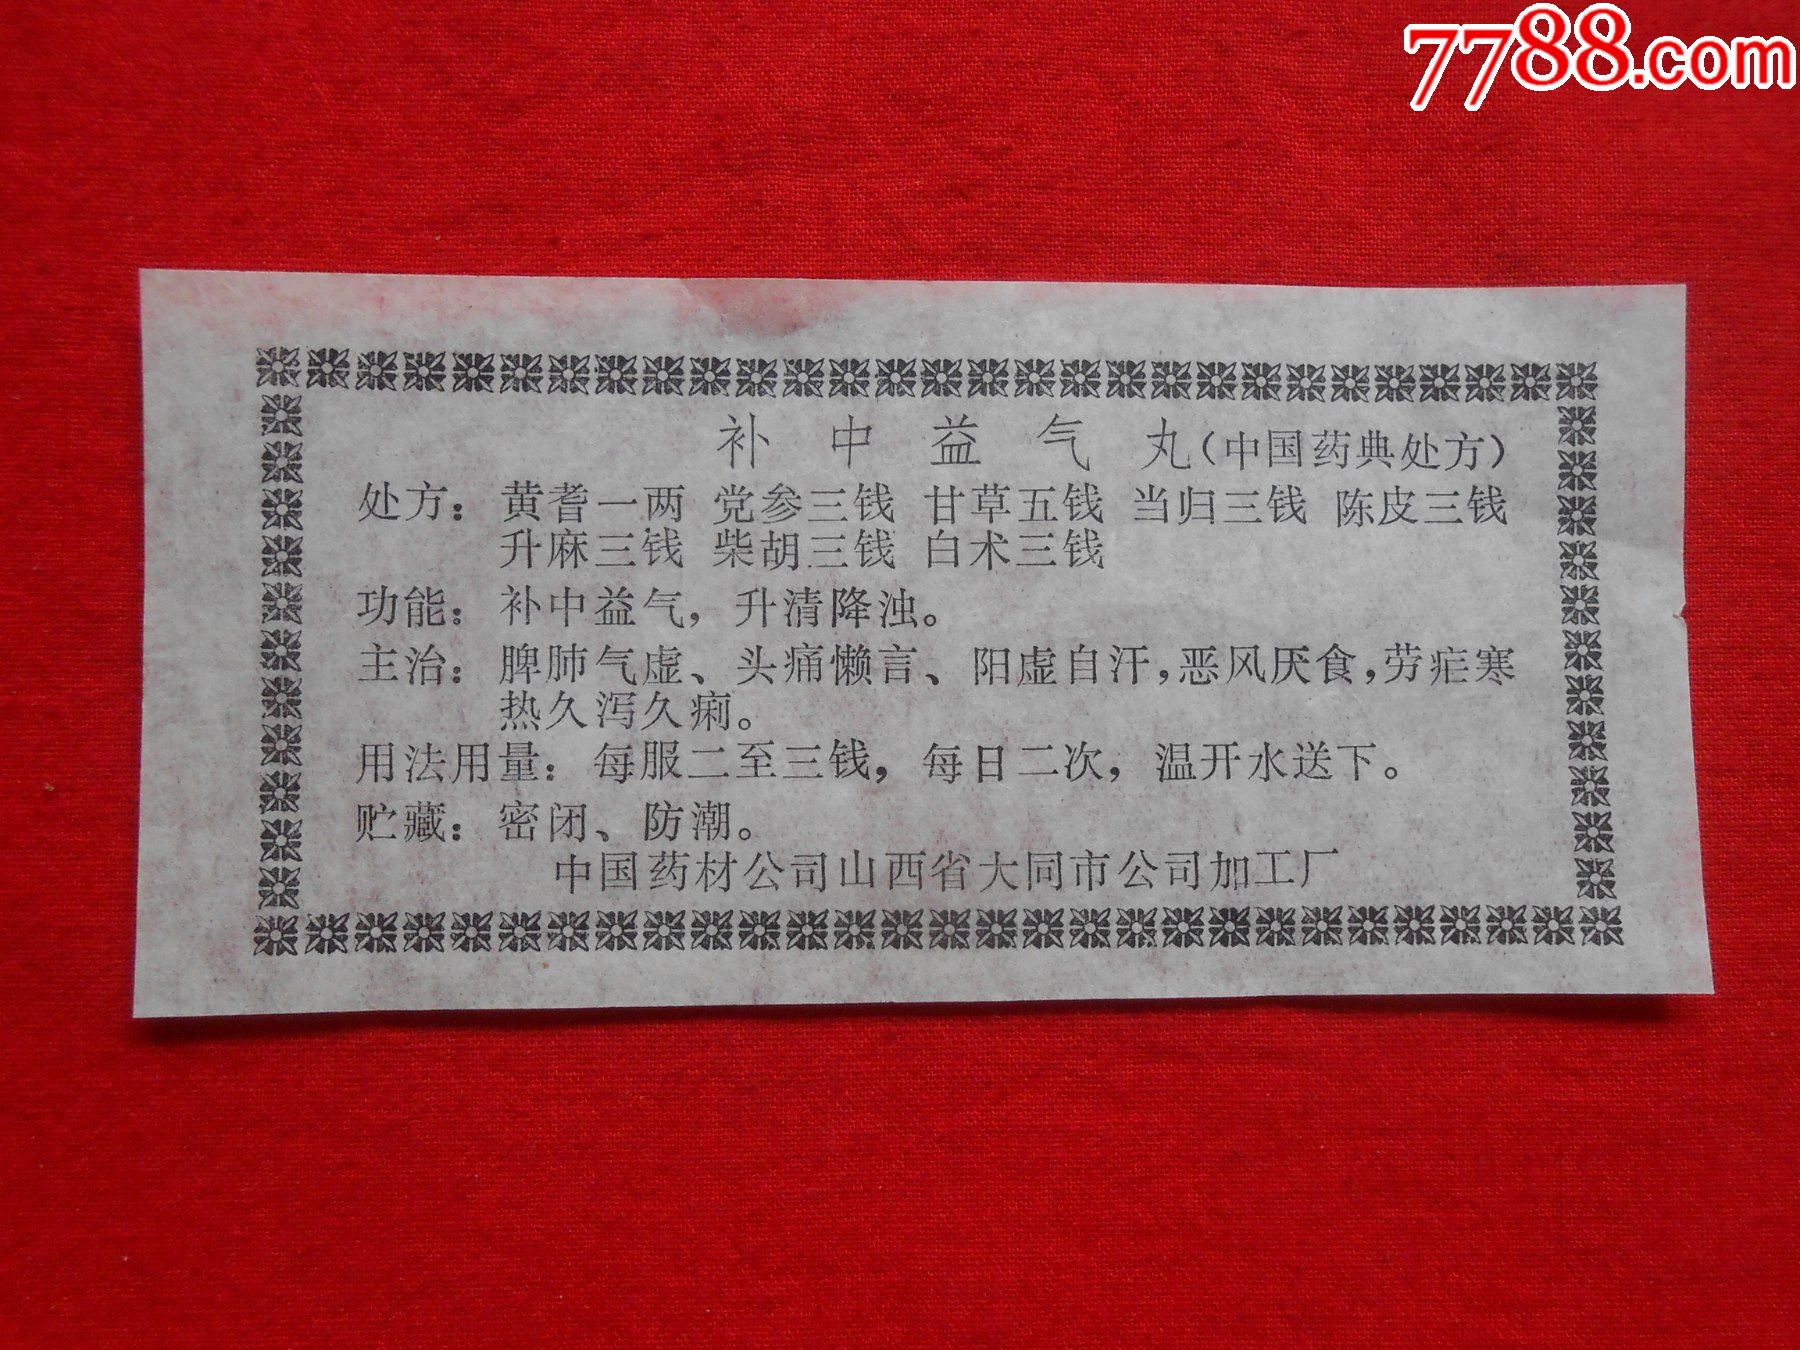 7788.com
补中益气丸(中国药典处方)
处方：黄耆一两 党参三钱 甘草五钱 当归三钱 陈皮三钱
升麻三钱 柴胡三钱 白术三钱
功能：补中益气，升清降浊。
主治：脾肺气虚、头痛懒言、阳虚自汗,恶风厌食,劳疟寒
热久泻久痢。
用法用量：每服二至三钱，每日二次，温开水送下。
贮藏：密闭、防潮。
中国药材公司山西省大同市公司加工厂